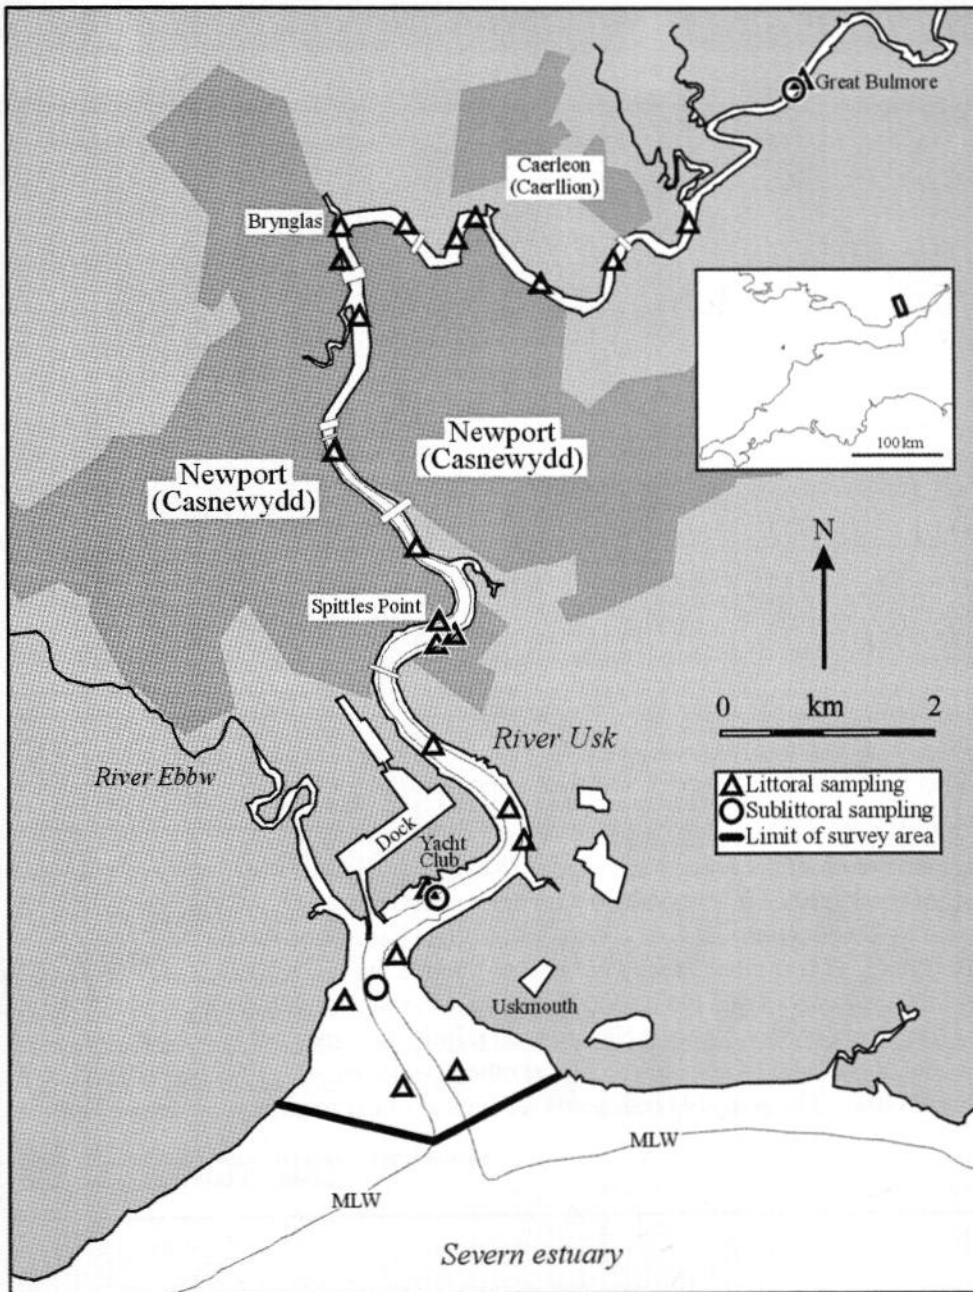 Great Bulmore
Caerleon
(Caerllion)
Brynglas
100 km
Newport
(Casnewydd)
Newport
(Casnewydd)
N
Spittles Point
0 km 2
River Usk
River Ebbw
Littoral sampling
Sublittoral sampling
Limit of survey area
Dock
Yacht
Club
Uskmouth
MLW
MLW
Severn estuary